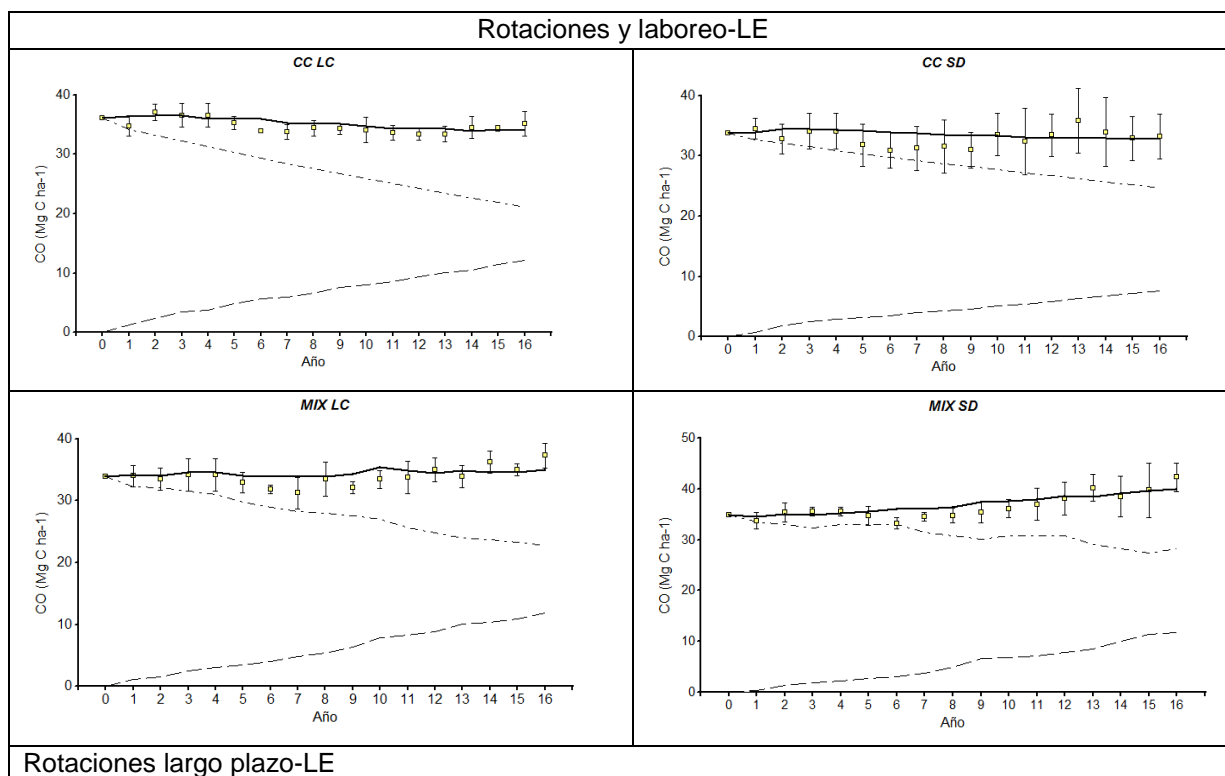 Rotaciones y laboreo-LE
CC LC
40
30
20
10
0
CO (Mg C ha-1)
0 1 2 3 4 5 6 7 8 9 10 11 12 13 14 15 16
Año
CC SD
40
30
20
10
0
CO (Mg C ha-1)
0 1 2 3 4 5 6 7 8 9 10 11 12 13 14 15 16
Año
MIX LC
40
30
20
10
0
CO (Mg C ha-1)
0 1 2 3 4 5 6 7 8 9 10 11 12 13 14 15 16
Año
MIX SD
50
40
30
20
10
0
CO (Mg C ha-1)
0 1 2 3 4 5 6 7 8 9 10 11 12 13 14 15 16
Año
Rotaciones largo plazo-LE